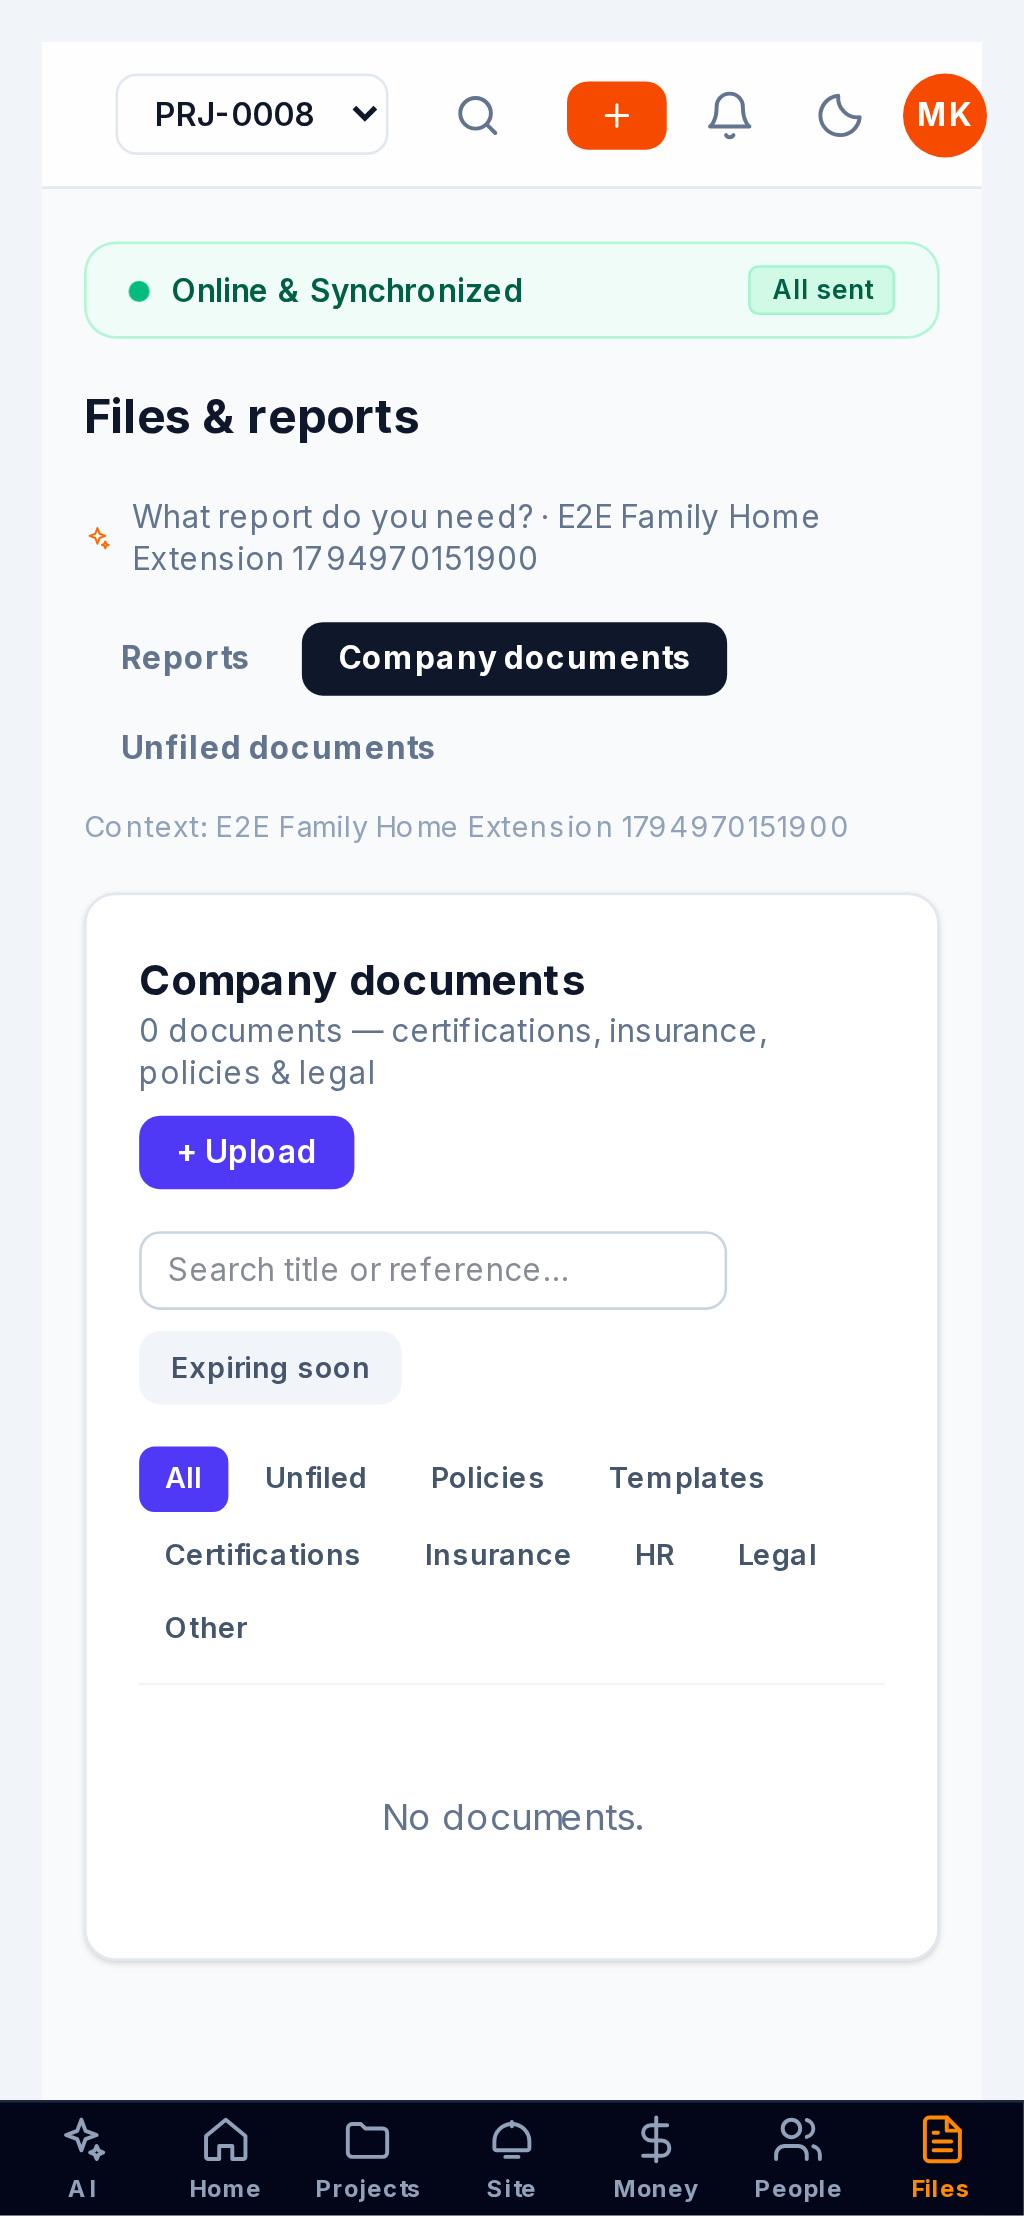 PRJ-0008
MK
Online & Synchronized
All sent
Files & reports
What report do you need? · E2E Family Home
Extension 1794970151900
Reports
Company documents
Unfiled documents
Context: E2E Family Home Extension 1794970151900
Company documents
0 documents — certifications, insurance,
policies & legal
+ Upload
Search title or reference...
Expiring soon
All
Unfiled
Policies
Templates
Certifications
Insurance
HR
Legal
Other
No documents.
AI
Home
Projects
Site
Money
People
Files